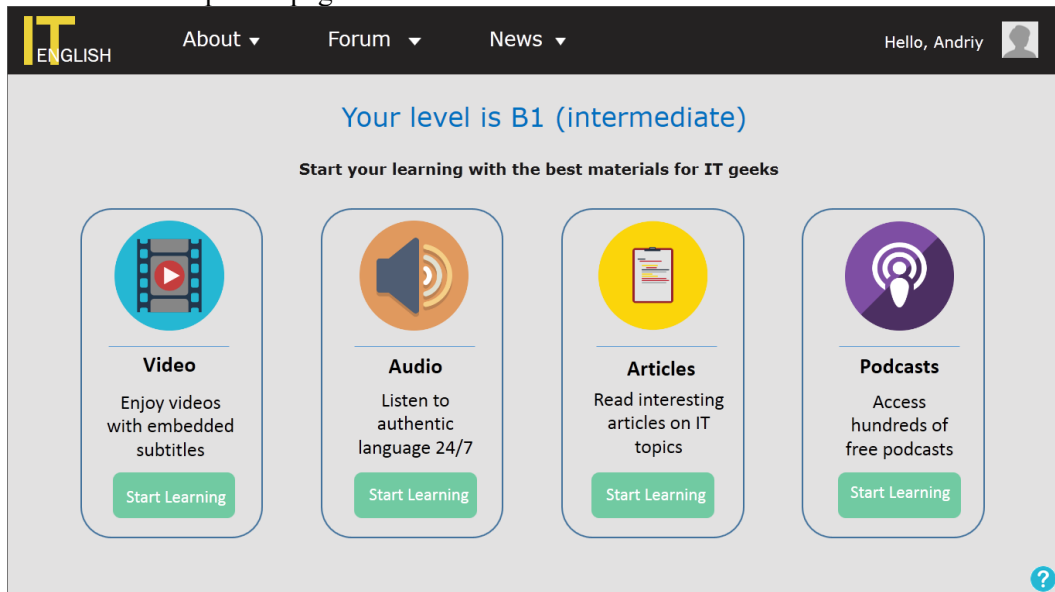 IT
ENGLISH
About
Forum
News
Hello, Andriy
Your level is B1 (intermediate)
Start your learning with the best materials for IT geeks
Video
Enjoy videos
with embedded
subtitles
Start Learning
Audio
Listen to
authentic
language 24/7
Start Learning
Articles
Read interesting
articles on IT
topics
Start Learning
Podcasts
Access
hundreds of
free podcasts
Start Learning
?